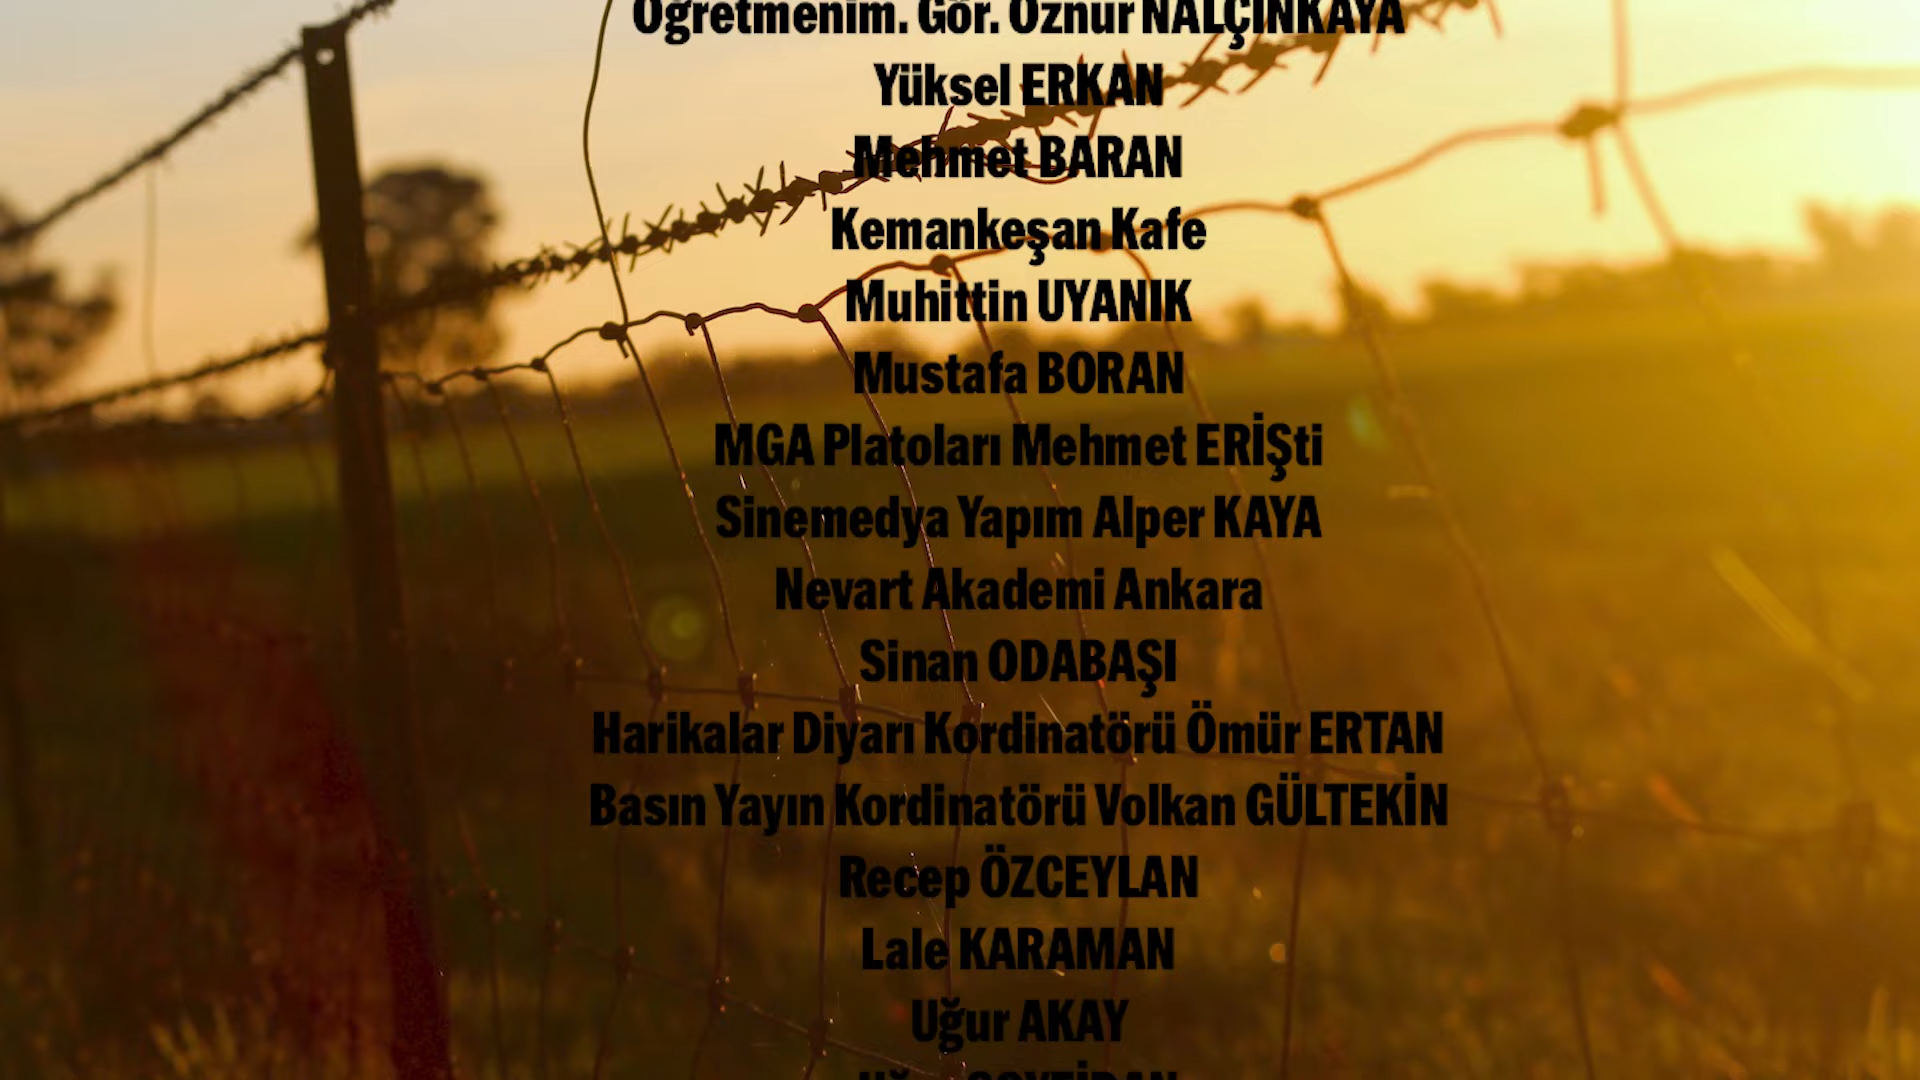 Öğretmenim. Gör. Öznur NALÇINKAYA
Yüksel ERKAN
Mehmet BARAN
Kemankeşan Kafe
Muhittin UYANIK
Mustafa BORAN
MGA Platoları Mehmet ERİŞti
Sinemedya Yapım Alper KAYA
Nevart Akademi Ankara
Sinan ODABAŞI
Harikalar Diyarı Kordinatörü Ömür ERTAN
Basın Yayın Kordinatörü Volkan GÜLTEKİN
Recep ÖZCEYLAN
Lale KARAMAN
Uğur AKAY